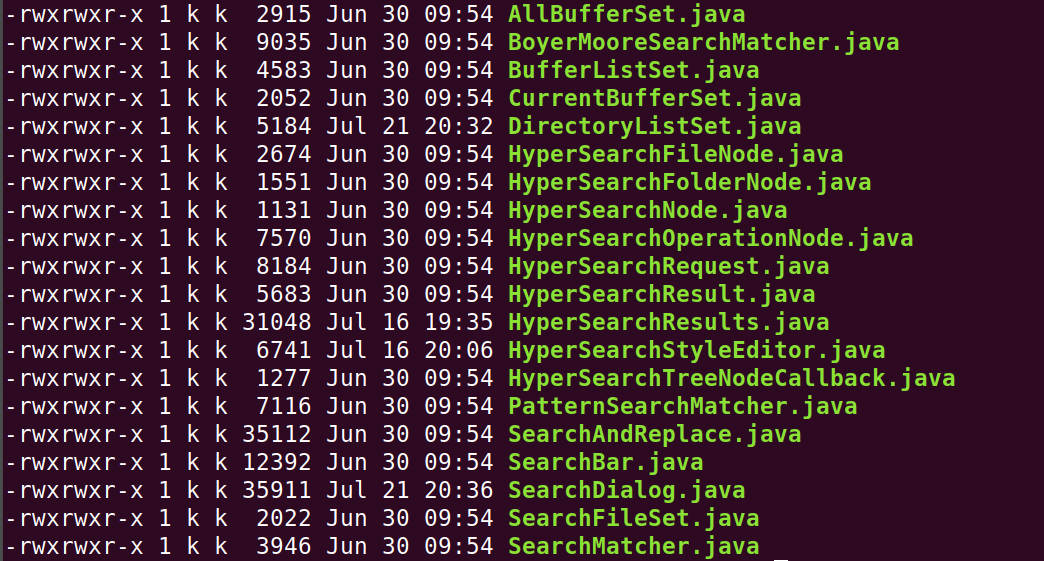 -rwxrwxr-x 1 k k  2915 Jun 30 09:54 AllBufferSet.java
-rwxrwxr-x 1 k k  9035 Jun 30 09:54 BoyerMooreSearchMatcher.java
-rwxrwxr-x 1 k k  4583 Jun 30 09:54 BufferListSet.java
-rwxrwxr-x 1 k k  2052 Jun 30 09:54 CurrentBufferSet.java
-rwxrwxr-x 1 k k  5184 Jul 21 20:32 DirectoryListSet.java
-rwxrwxr-x 1 k k  2674 Jun 30 09:54 HyperSearchFileNode.java
-rwxrwxr-x 1 k k  1551 Jun 30 09:54 HyperSearchFolderNode.java
-rwxrwxr-x 1 k k  1131 Jun 30 09:54 HyperSearchNode.java
-rwxrwxr-x 1 k k  7570 Jun 30 09:54 HyperSearchOperationNode.java
-rwxrwxr-x 1 k k  8184 Jun 30 09:54 HyperSearchRequest.java
-rwxrwxr-x 1 k k  5683 Jun 30 09:54 HyperSearchResult.java
-rwxrwxr-x 1 k k 31048 Jul 16 19:35 HyperSearchResults.java
-rwxrwxr-x 1 k k  6741 Jul 16 20:06 HyperSearchStyleEditor.java
-rwxrwxr-x 1 k k  1277 Jun 30 09:54 HyperSearchTreeNodeCallback.java
-rwxrwxr-x 1 k k  7116 Jun 30 09:54 PatternSearchMatcher.java
-rwxrwxr-x 1 k k 35112 Jun 30 09:54 SearchAndReplace.java
-rwxrwxr-x 1 k k 12392 Jun 30 09:54 SearchBar.java
-rwxrwxr-x 1 k k 35911 Jul 21 20:36 SearchDialog.java
-rwxrwxr-x 1 k k  2022 Jun 30 09:54 SearchFileSet.java
-rwxrwxr-x 1 k k  3946 Jun 30 09:54 SearchMatcher.java